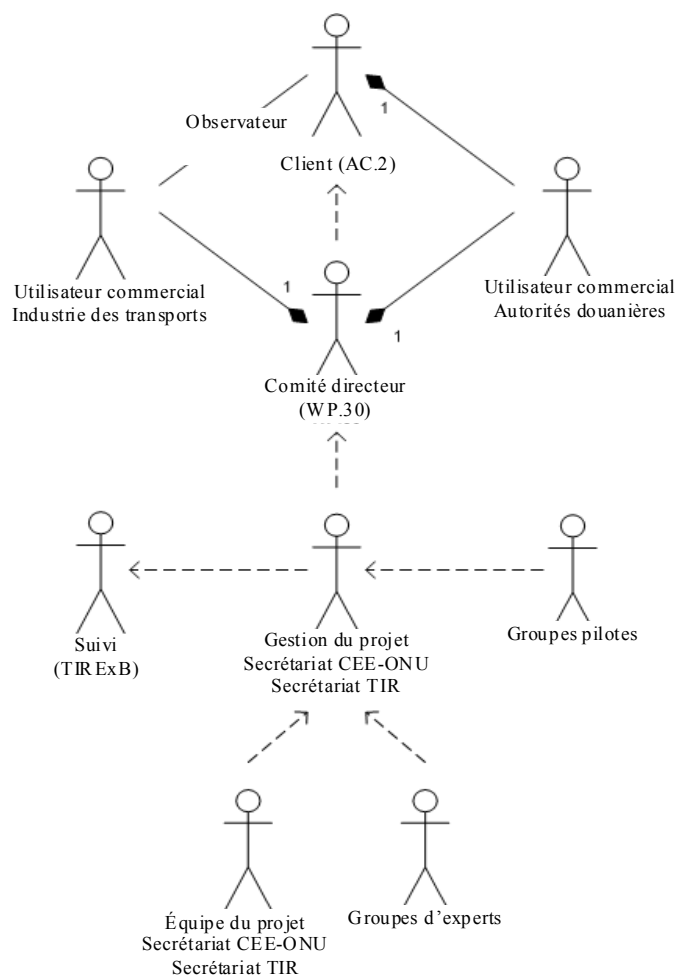 Observateur
1
Client (AC.2)
Utilisateur commercial
Industrie des transports
Utilisateur commercial
Autorités douanières
1
1
Comité directeur
(WP.30)
Suivi
(TIRExB)
Gestion du projet
Secrétariat CEE-ONU
Secrétariat TIR
Groupes pilotes
Équipe du projet
Secrétariat CEE-ONU
Secrétariat TIR
Groupes d'experts